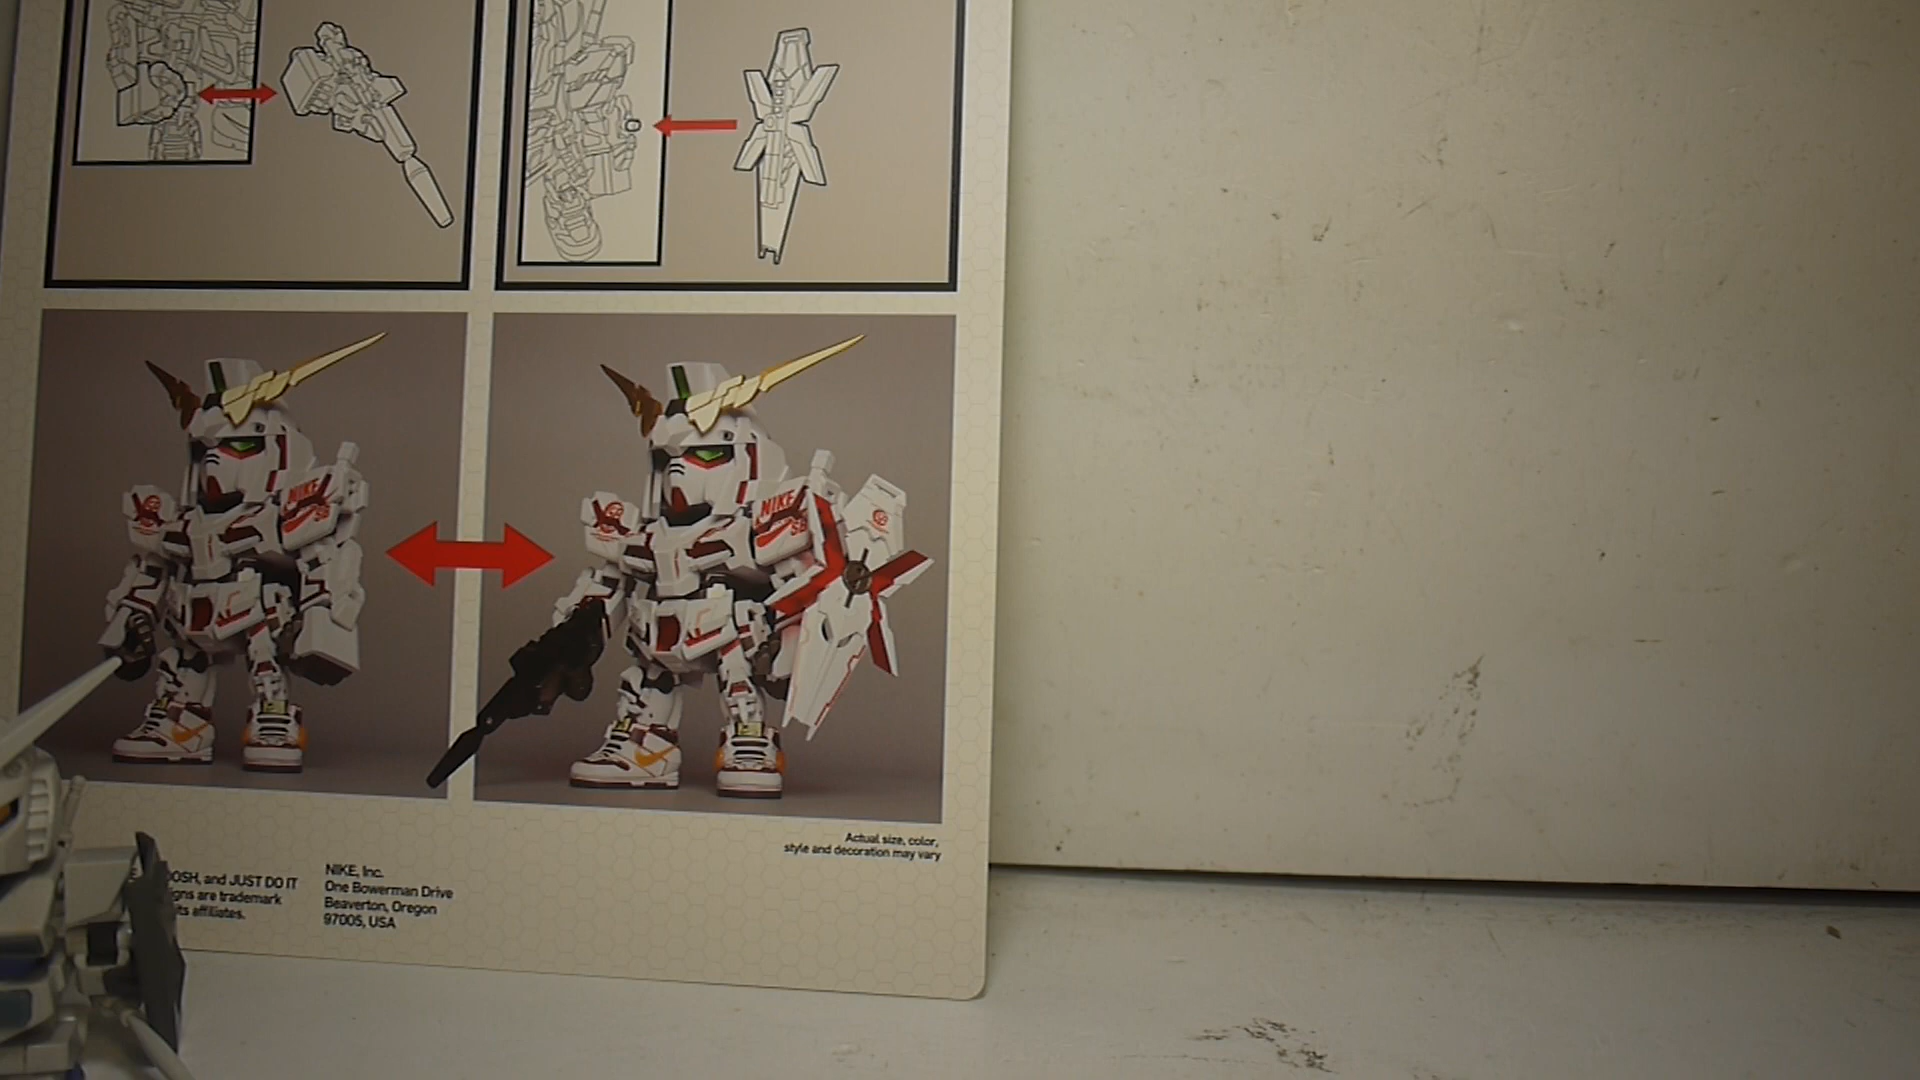 NIKE
NIKE
SB
Actual size, color,
style and decoration may vary
OSH, and JUST DO IT
igns are trademark
its affiliates.
NIKE, Inc.
One Bowerman Drive
Beaverton, Oregon
97005, USA